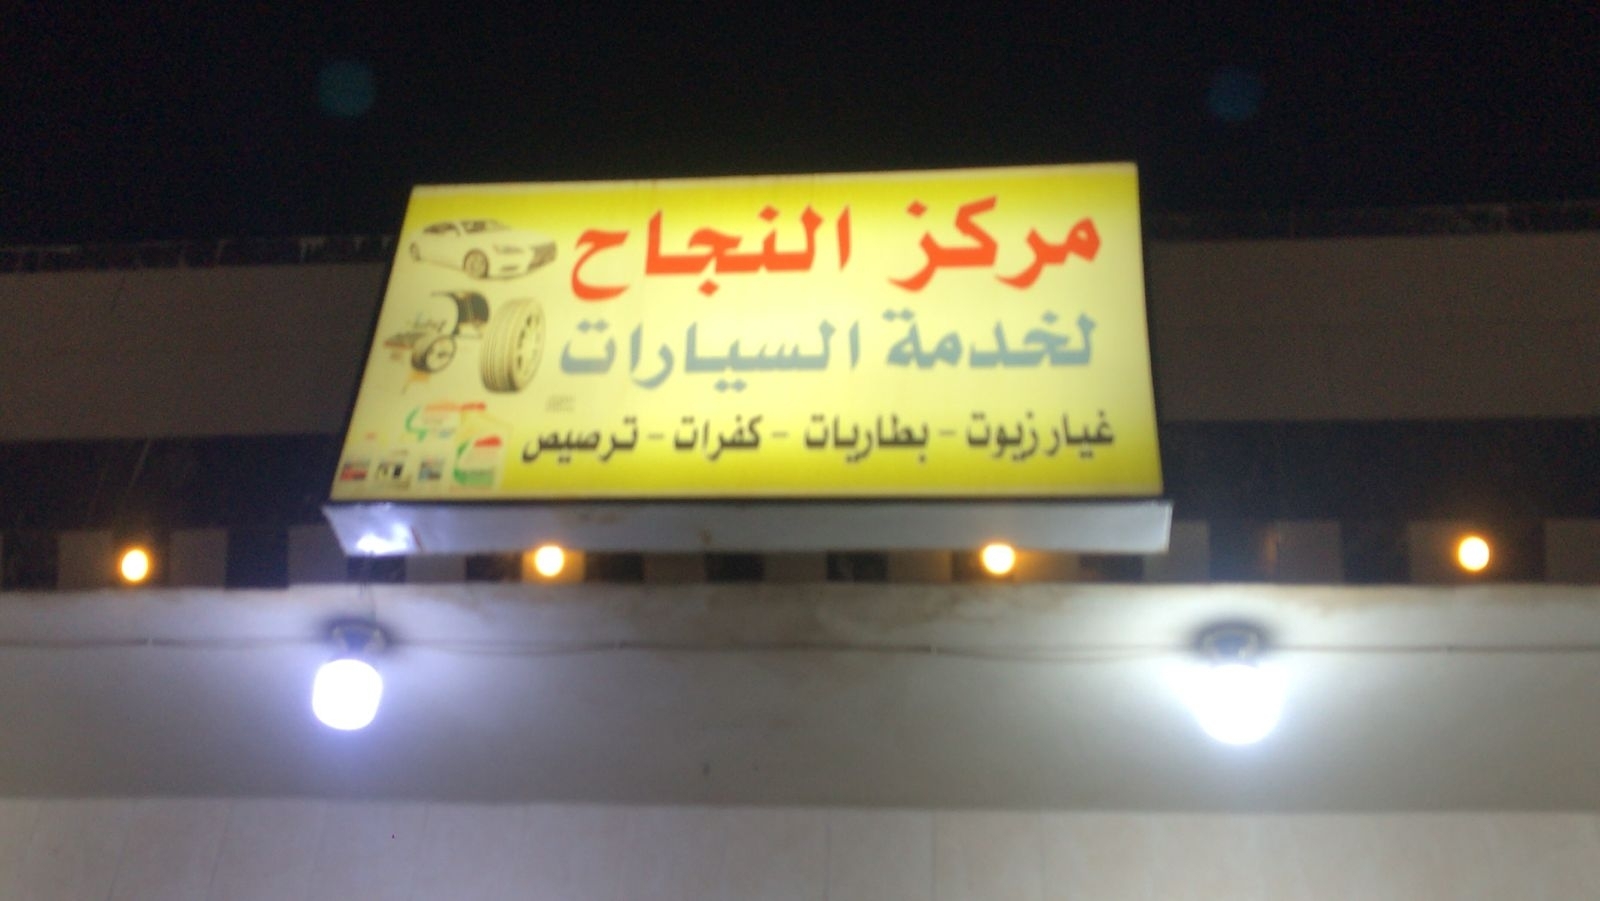 مركز النجاح
لخدمة السيارات
غيار زيوت - بطاريات - كفرات - ترصيص